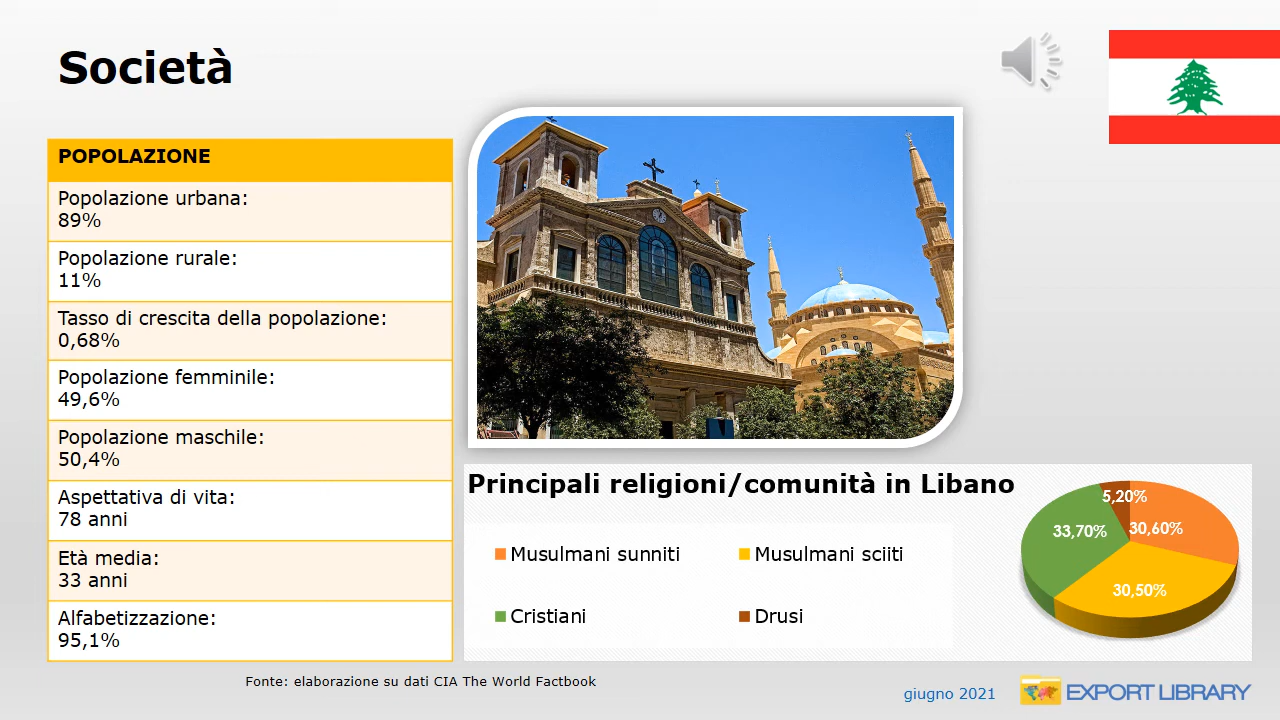 Società
POPOLAZIONE
Popolazione urbana:
89%
Popolazione rurale:
11%
Tasso di crescita della popolazione:
0,68%
Popolazione femminile:
49,6%
Popolazione maschile:
50,4%
Aspettativa di vita:
78 anni
Età media:
33 anni
Alfabetizzazione:
95,1%
Principali religioni/comunità in Libano
Musulmani sunniti
Musulmani sciiti
Cristiani
Drusi
5,20%
33,70%
30,60%
30,50%
Fonte: elaborazione su dati CIA The World Factbook
giugno 2021
EXPORT LIBRARY